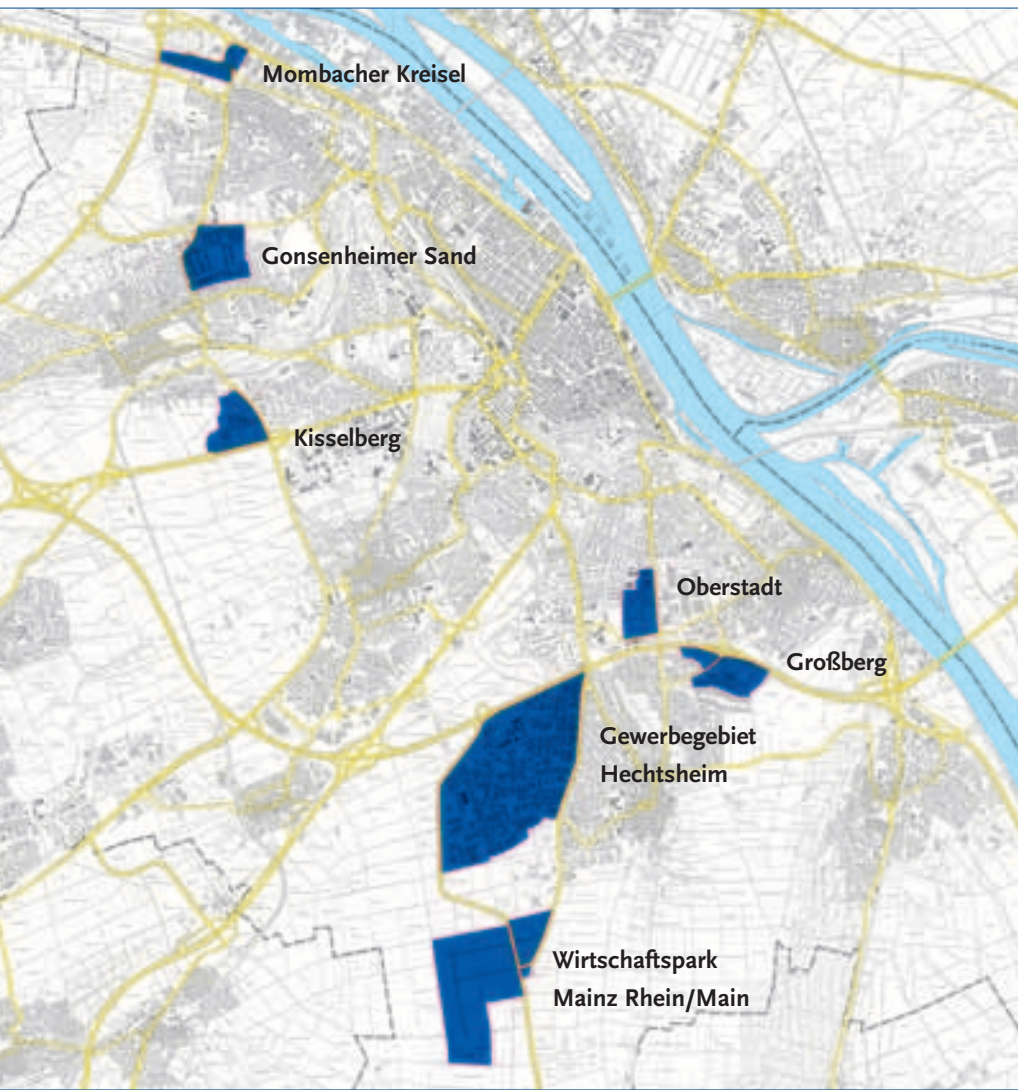 Mombacher Kreisel
Gonsenheimer Sand
Kisselberg
Oberstadt
Großberg
Gewerbegebiet
Hechtsheim
Wirtschaftspark
Mainz Rhein/Main